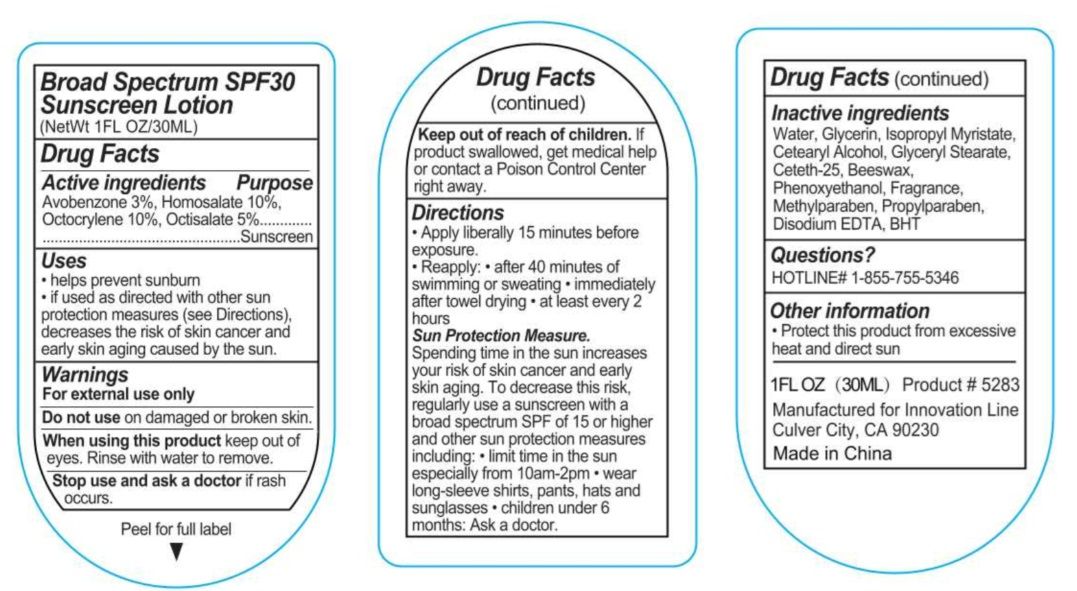 Broad Spectrum SPF30
Sunscreen Lotion
(NetWt 1FL OZ/30ML)
Drug Facts
Active ingredients Purpose
Avobenzone 3%, Homosalate 10%,
Octocrylene 10%, Octisalate 5%.............
................................................Sunscreen
Uses
• helps prevent sunburn
• if used as directed with other sun
protection measures (see Directions),
decreases the risk of skin cancer and
early skin aging caused by the sun.
Warnings
For external use only
Do not use on damaged or broken skin.
When using this product keep out of
eyes. Rinse with water to remove.
Stop use and ask a doctor if rash
occurs.
Peel for full label
Drug Facts
(continued)
Keep out of reach of children. If
product swallowed, get medical help
or contact a Poison Control Center
right away.
Directions
• Apply liberally 15 minutes before
exposure.
• Reapply: • after 40 minutes of
swimming or sweating • immediately
after towel drying • at least every 2
hours
Sun Protection Measure.
Spending time in the sun increases
your risk of skin cancer and early
skin aging. To decrease this risk,
regularly use a sunscreen with a
broad spectrum SPF of 15 or higher
and other sun protection measures
including: • limit time in the sun
especially from 10am-2pm • wear
long-sleeve shirts, pants, hats and
sunglasses • children under 6
months: Ask a doctor.
Drug Facts (continued)
Inactive ingredients
Water, Glycerin, Isopropyl Myristate,
Cetearyl Alcohol, Glyceryl Stearate,
Ceteth-25, Beeswax,
Phenoxyethanol, Fragrance,
Methylparaben, Propylparaben,
Disodium EDTA, BHT
Questions?
HOTLINE# 1-855-755-5346
Other information
• Protect this product from excessive
heat and direct sun
1FL OZ (30ML) Product # 5283
Manufactured for Innovation Line
Culver City, CA 90230
Made in China